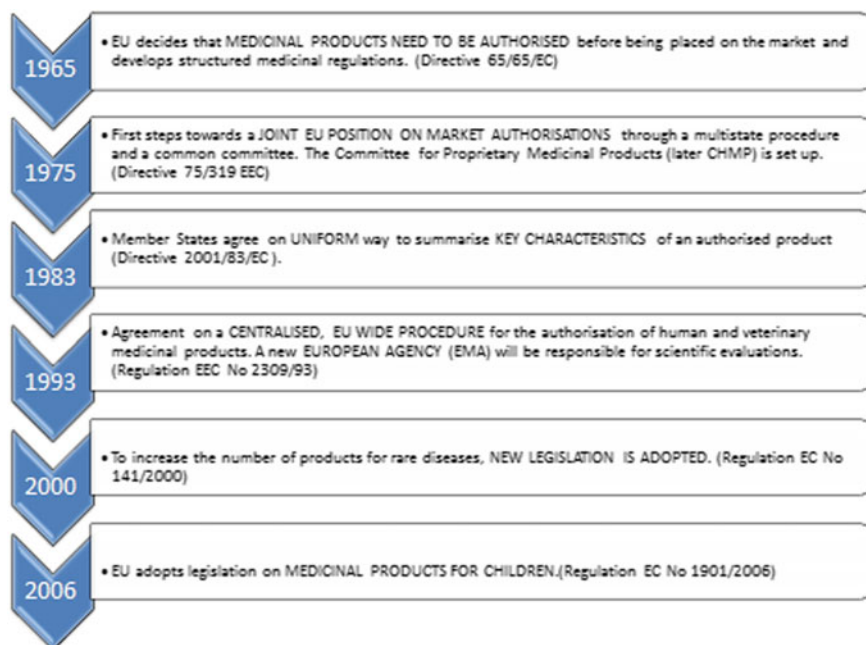 1965
• EU decides that MEDICINAL PRODUCTS NEED TO BE AUTHORISED before being placed on the market and
develops structured medicinal regulations. (Directive 65/65/EC)
1975
• First steps towards a JOINT EU POSITION ON MARKET AUTHORISATIONS through a multistate procedure
and a common committee. The Committee for Proprietary Medicinal Products (later CHMP) is set up.
(Directive 75/319 EEC)
1983
• Member States agree on UNIFORM way to summarise KEY CHARACTERISTICS of an authorised product
(Directive 2001/83/EC ).
1993
• Agreement on a CENTRALISED, EU WIDE PROCEDURE for the authorisation of human and veterinary
medicinal products. A new EUROPEAN AGENCY (EMA) will be responsible for scientific evaluations.
(Regulation EEC No 2309/93)
2000
• To increase the number of products for rare diseases, NEW LEGISLATION IS ADOPTED. (Regulation EC No
141/2000)
2006
• EU adopts legislation on MEDICINAL PRODUCTS FOR CHILDREN.(Regulation EC No 1901/2006)